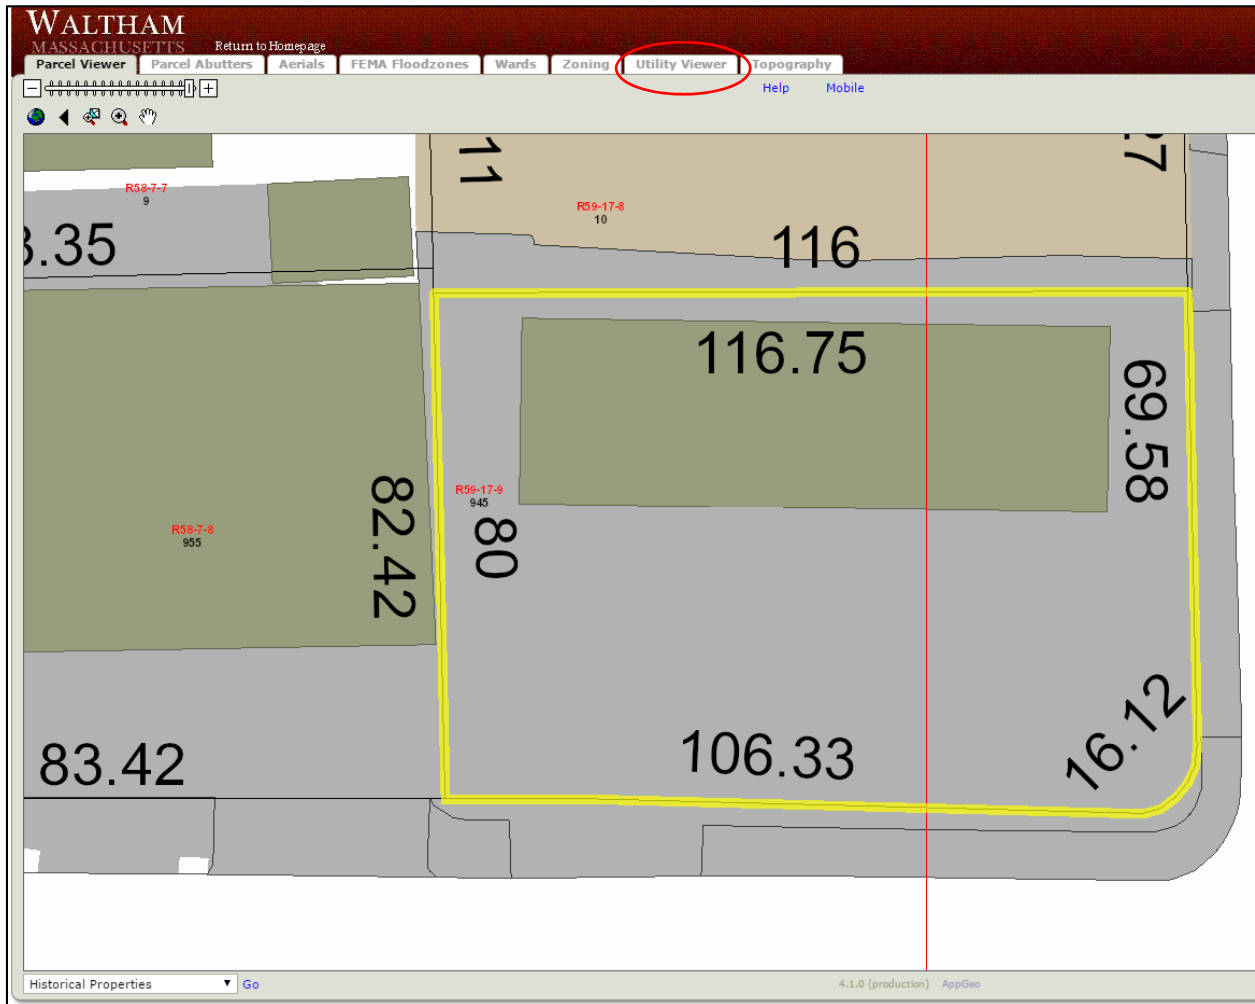 WALTHAM
MASSACHUSETTS Return to Homepage
Parcel Viewer Parcel Abutters Aerials FEMA Floodzones Wards Zoning Utility Viewer Topography
Help Mobile
11
R58-7-7
9
R59-17-8
10
116
116.75
69.58
82.42
R59-17-9
945
80
R58-7-8
955
83.42
106.33
16.12
Historical Properties Go
4.1.0 (production) AppGeo